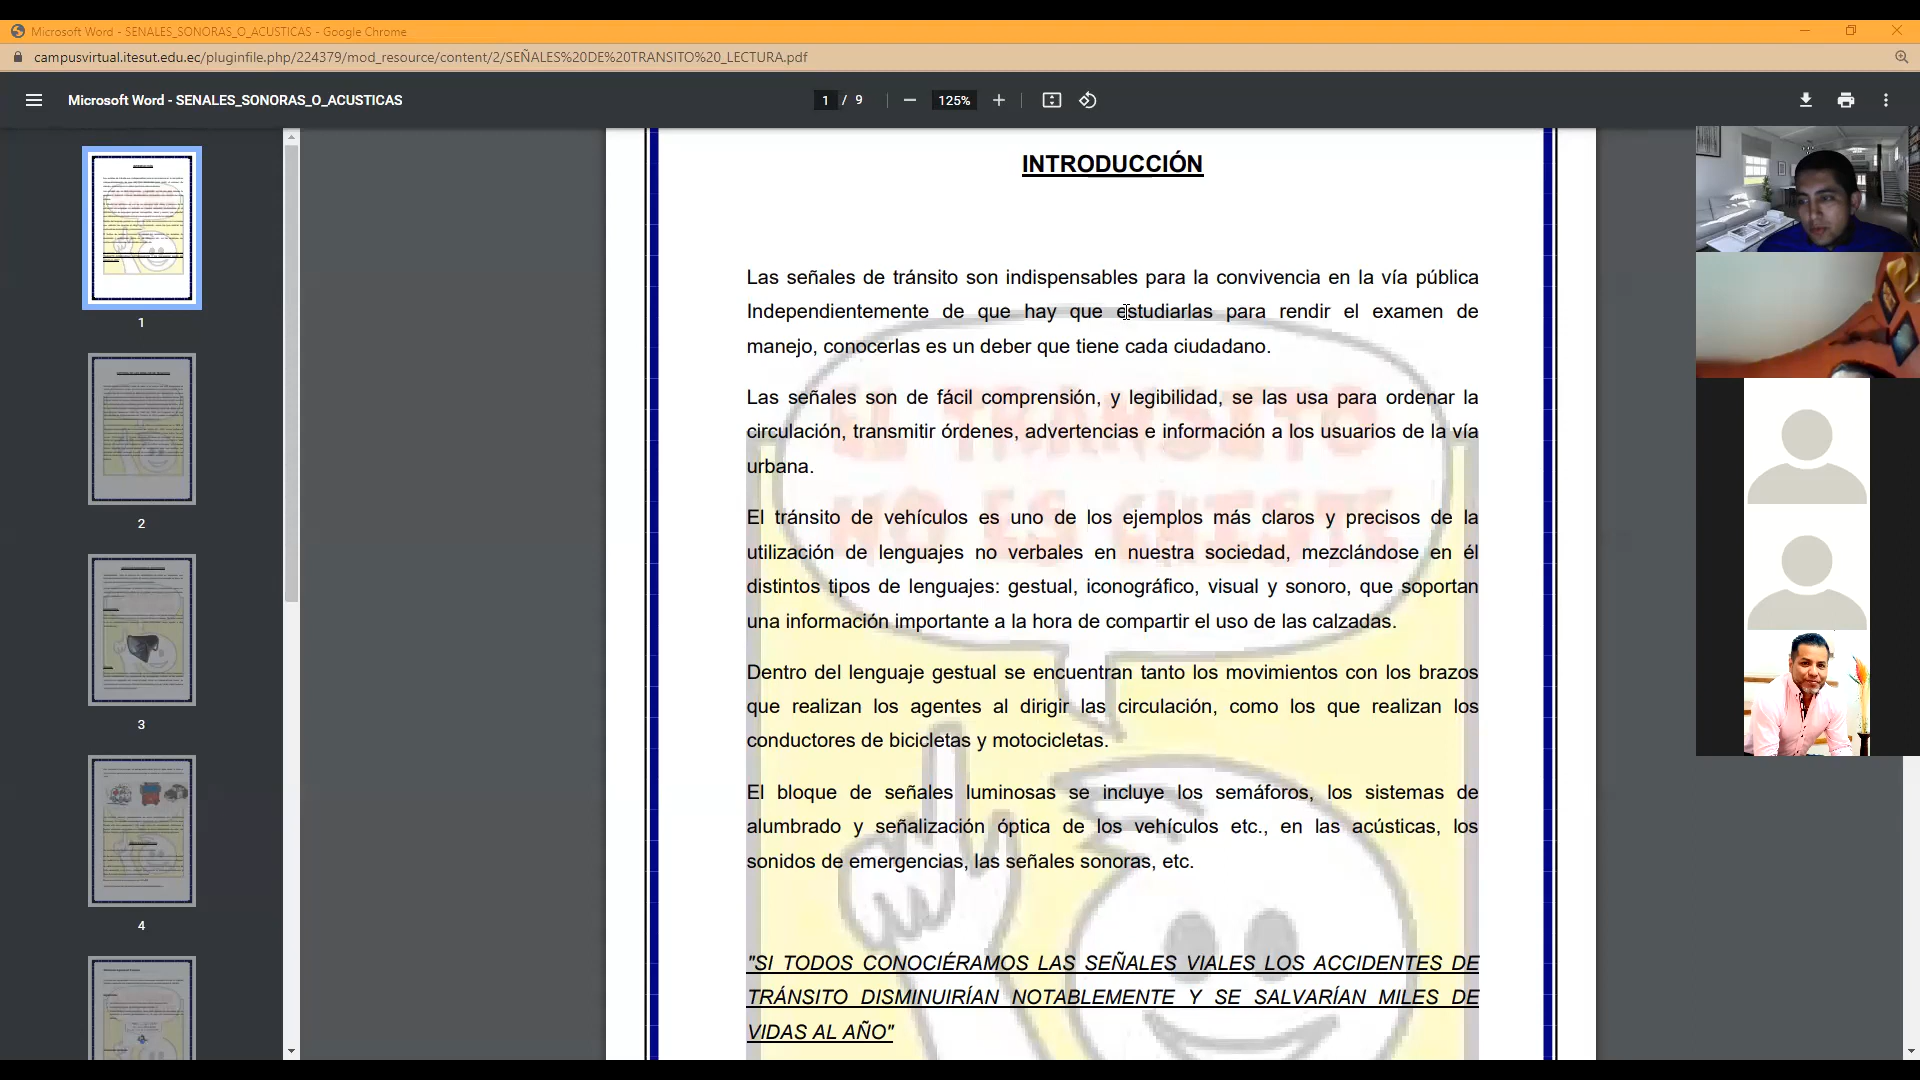 Microsoft Word - SENALES_SONORAS_O_ACUSTICAS - Google Chrome
campusvirtual.itesut.edu.ec/pluginfile.php/224379/mod_resource/content/2/SEÑALES%20DE%20TRANSITO%20_LECTURA.pdf
Microsoft Word - SENALES_SONORAS_O_ACUSTICAS
1 / 9
125%
1
2
3
4
INTRODUCCIÓN
Las señales de tránsito son indispensables para la convivencia en la vía pública
Independientemente de que hay que estudiarlas para rendir el examen de
manejo, conocerlas es un deber que tiene cada ciudadano.
Las señales son de fácil comprensión, y legibilidad, se las usa para ordenar la
circulación, transmitir órdenes, advertencias e información a los usuarios de la vía
urbana.
El tránsito de vehículos es uno de los ejemplos más claros y precisos de la
utilización de lenguajes no verbales en nuestra sociedad, mezclándose en él
distintos tipos de lenguajes: gestual, iconográfico, visual y sonoro, que soportan
una información importante a la hora de compartir el uso de las calzadas.
Dentro del lenguaje gestual se encuentran tanto los movimientos con los brazos
que realizan los agentes al dirigir las circulación, como los que realizan los
conductores de bicicletas y motocicletas.
El bloque de señales luminosas se incluye los semáforos, los sistemas de
alumbrado y señalización óptica de los vehículos etc., en las acústicas, los
sonidos de emergencias, las señales sonoras, etc.
"SI TODOS CONOCIÉRAMOS LAS SEÑALES VIALES LOS ACCIDENTES DE
TRÁNSITO DISMINUIRÍAN NOTABLEMENTE Y SE SALVARÍAN MILES DE
VIDAS AL AÑO"
EL TRANSITO
NO ES CHISTE